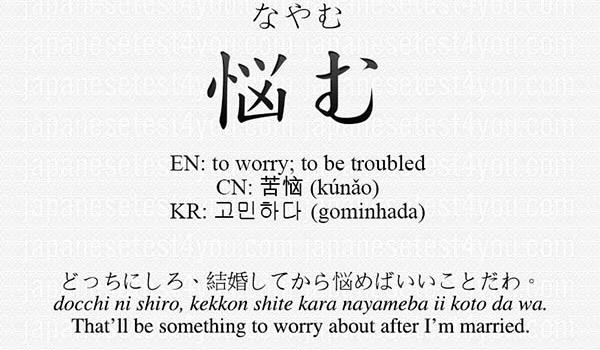 なやむ
悩む
EN: to worry; to be troubled
CN: 苦恼 (kúnǎo)
KR: 고민하다 (gominhada)
どっちにしろ、結婚してから悩めばいいことだわ。
docchi ni shiro, kekkon shite kara nayameba ii koto da wa.
That’ll be something to worry about after I’m married.